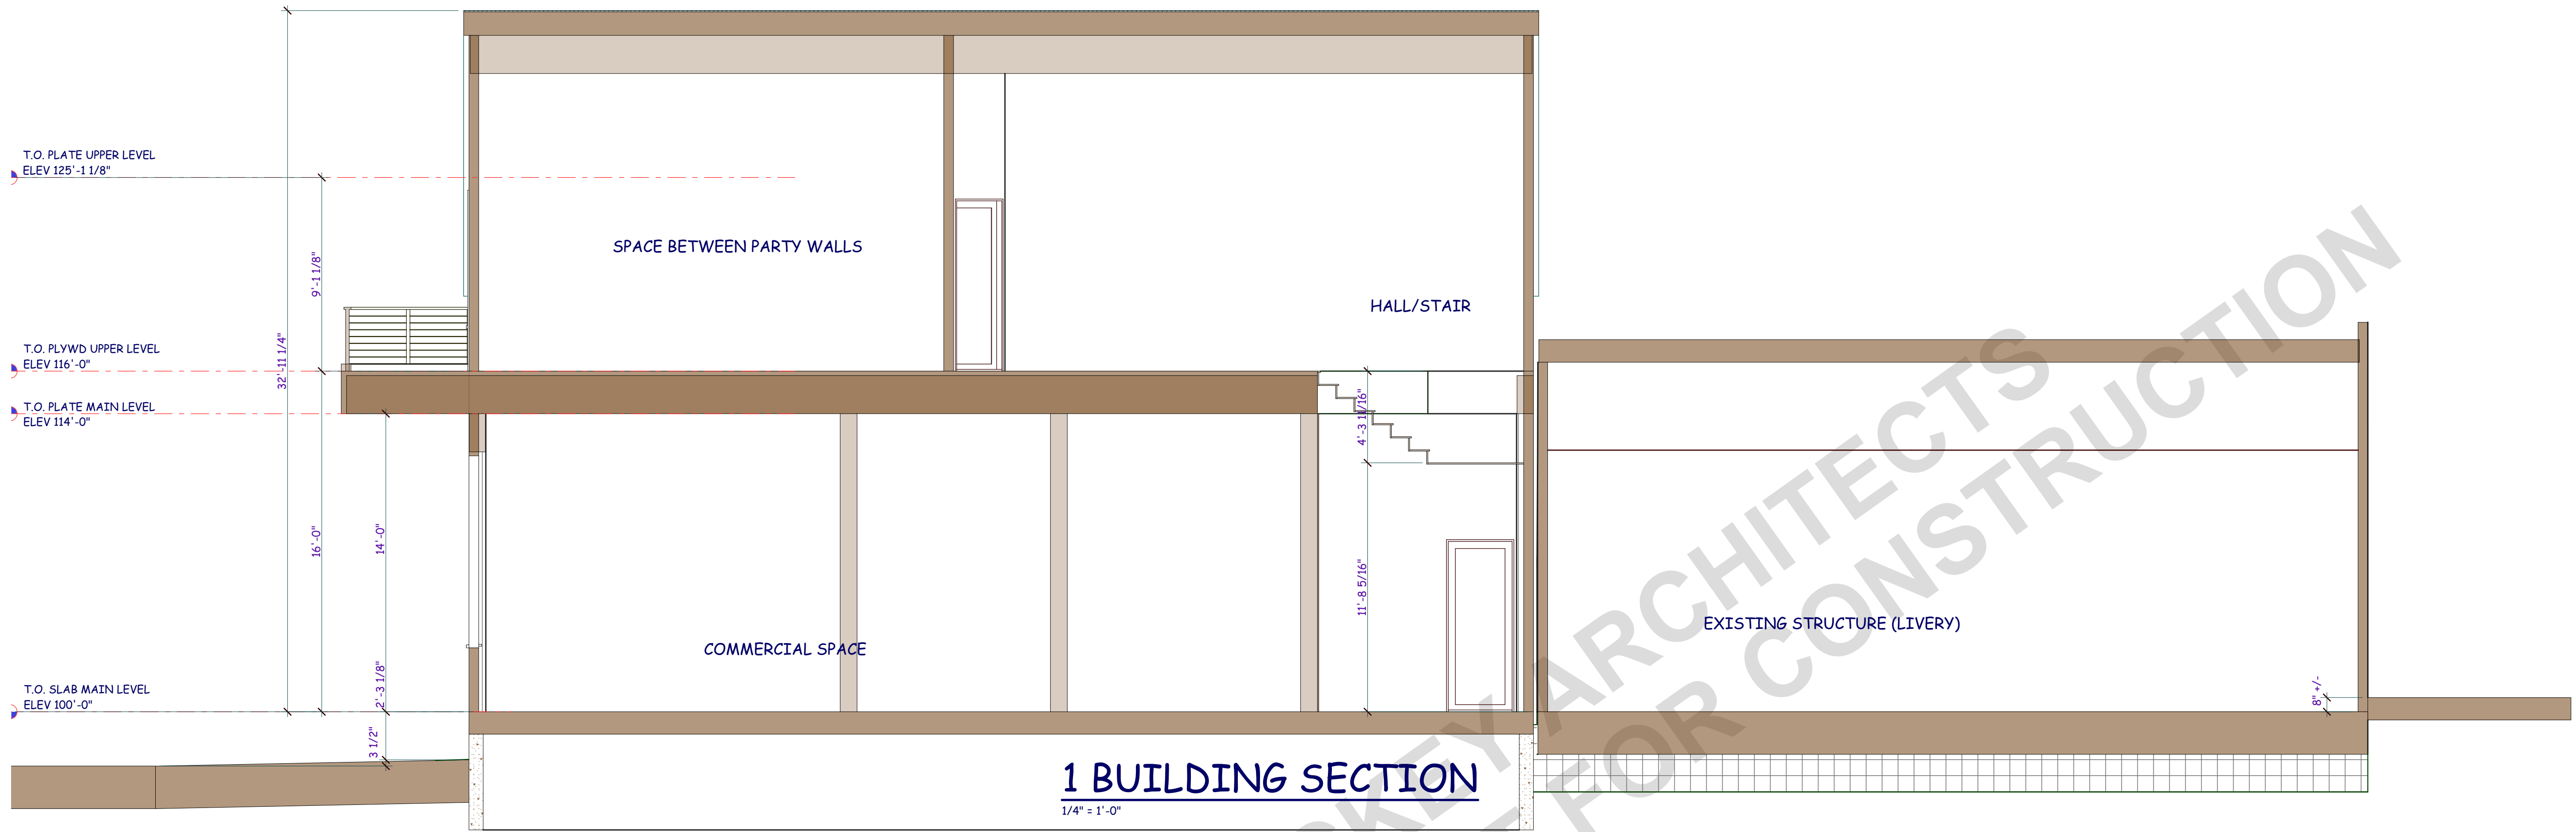 T.O. PLATE UPPER LEVEL
ELEV 125'-1 1/8"
T.O. PLYWD UPPER LEVEL
ELEV 116'-0"
T.O. PLATE MAIN LEVEL
ELEV 114'-0"
T.O. SLAB MAIN LEVEL
ELEV 100'-0"
32'-11 1/4"
9'-1 1/8"
16'-0"
14'-0"
2'-3 1/8"
3 1/2"
SPACE BETWEEN PARTY WALLS
HALL/STAIR
4'-3 11/16"
11'-8 5/16"
COMMERCIAL SPACE
EXISTING STRUCTURE (LIVERY)
8" +/-
1 BUILDING SECTION
1/4" = 1'-0"
ARCHITECTS
FOR CONSTRUCTION